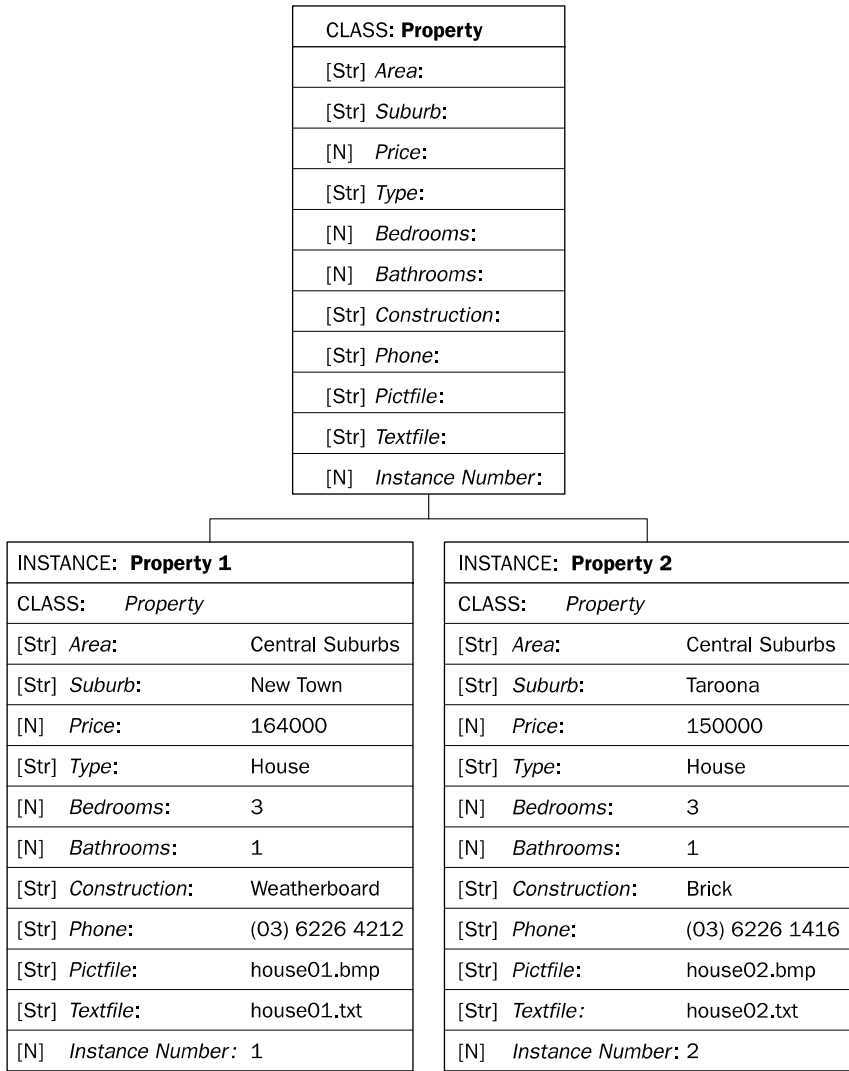 CLASS: Property
[Str] Area:
[Str] Suburb:
[N] Price:
[Str] Type:
[N] Bedrooms:
[N] Bathrooms:
[Str] Construction:
[Str] Phone:
[Str] Pictfile:
[Str] Textfile:
[N] Instance Number:
INSTANCE: Property 1
CLASS: Property
[Str] Area: Central Suburbs
[Str] Suburb: New Town
[N] Price: 164000
[Str] Type: House
[N] Bedrooms: 3
[N] Bathrooms: 1
[Str] Construction: Weatherboard
[Str] Phone: (03) 6226 4212
[Str] Pictfile: house01.bmp
[Str] Textfile: house01.txt
[N] Instance Number: 1
INSTANCE: Property 2
CLASS: Property
[Str] Area: Central Suburbs
[Str] Suburb: Taroona
[N] Price: 150000
[Str] Type: House
[N] Bedrooms: 3
[N] Bathrooms: 1
[Str] Construction: Brick
[Str] Phone: (03) 6226 1416
[Str] Pictfile: house02.bmp
[Str] Textfile: house02.txt
[N] Instance Number: 2